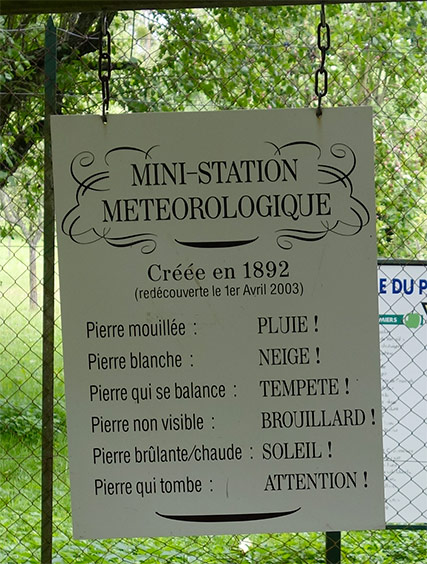 MINI-STATION
METEOROLOGIQUE
Créée en 1892
(redécouverte le 1er Avril 2003)
Pierre mouillée : PLUIE !
Pierre blanche : NEIGE !
Pierre qui se balance : TEMPETE !
Pierre non visible : BROUILLARD !
Pierre brûlante/chaude : SOLEIL !
Pierre qui tombe : ATTENTION !
E DU P
MIERS